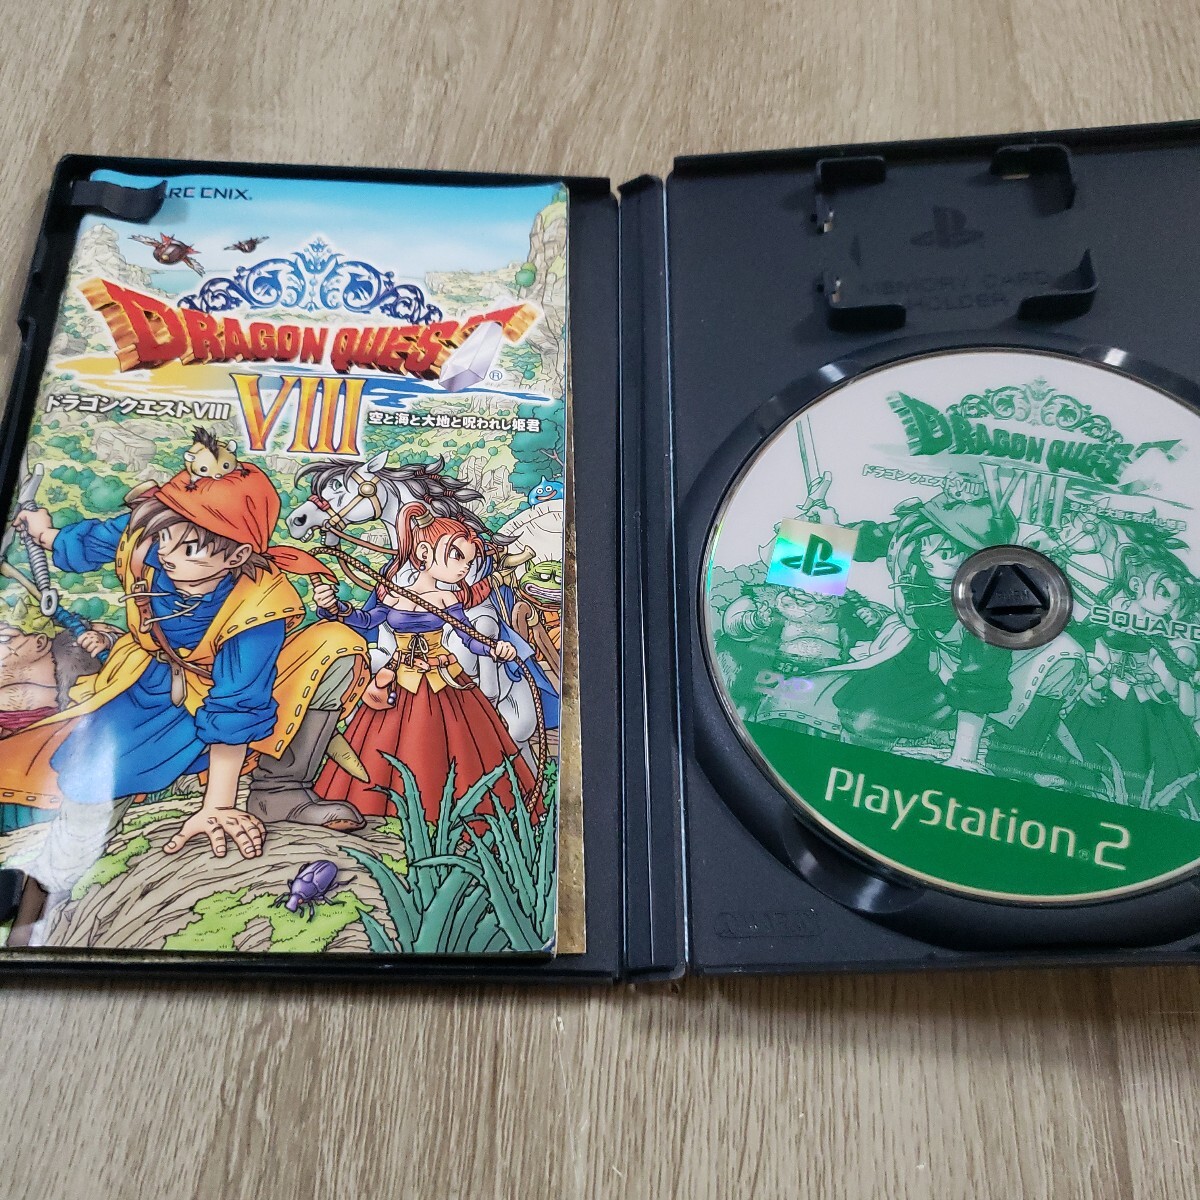 ARC ENIX.
DRAGON QUEST
®
VIII
ドラゴンクエストVIII
空と海と大地と呪われし姫君
MEMORY CARD
HOLDER
DRAGON QUEST
ドラゴンクエストVIII
VIII
SQUARE
DVD
PlayStation®2